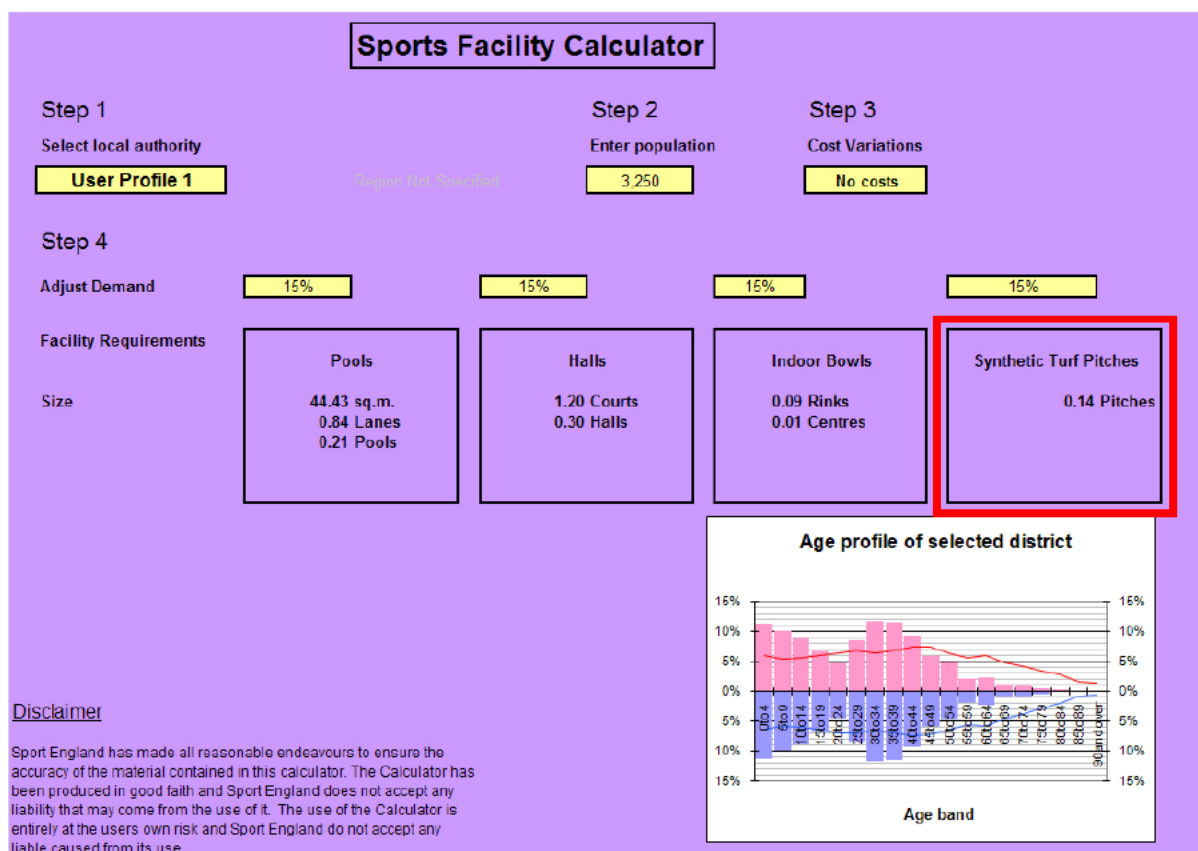 Sports Facility Calculator
Step 1
Step 2
Step 3
Select local authority
Enter population
Cost Variations
User Profile 1
Region Not Specified
3,250
No costs
Step 4
Adjust Demand
15%
15%
15%
15%
Facility Requirements
Pools
Halls
Indoor Bowls
Synthetic Turf Pitches
Size
44.43 sq.m.
1.20 Courts
0.09 Rinks
0.14 Pitches
0.84 Lanes
0.30 Halls
0.01 Centres
0.21 Pools
Age profile of selected district
15%
15%
10%
10%
5%
5%
0%
0%
5%
5%
10%
10%
15%
15%
0to4
5to9
10to14
15to19
20to24
25to29
30to34
35to39
40to44
45to49
50to54
55to59
60to64
65to69
70to74
75to79
80to84
85to89
90andover
Age band
Disclaimer
Sport England has made all reasonable endeavours to ensure the
accuracy of the material contained in this calculator. The Calculator has
been produced in good faith and Sport England does not accept any
liability that may come from the use of it. The use of the Calculator is
entirely at the users own risk and Sport England do not accept any
liable caused from its use